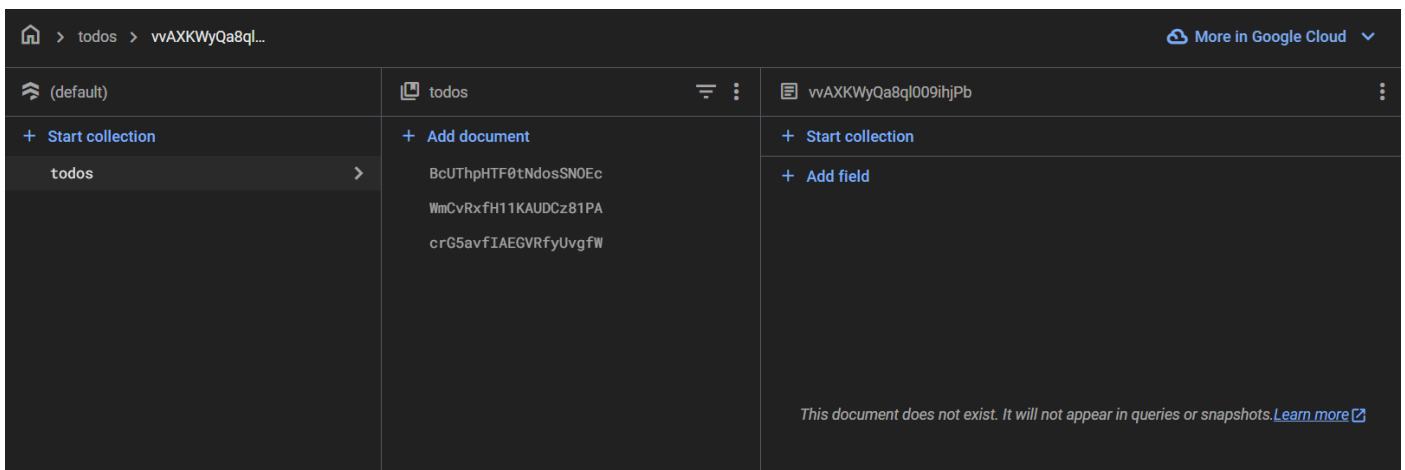 todos > vvAXKWyQa8ql...
More in Google Cloud
(default)
todos
vvAXKWyQa8ql009ihjPb
+ Start collection
+ Add document
+ Start collection
todos
BcUThpHTF0tNdosSNOEc
+ Add field
WmCvRxfH11KAUDCz81PA
crG5avfIAEGVRfyUvgfW
This document does not exist. It will not appear in queries or snapshots.Learn more